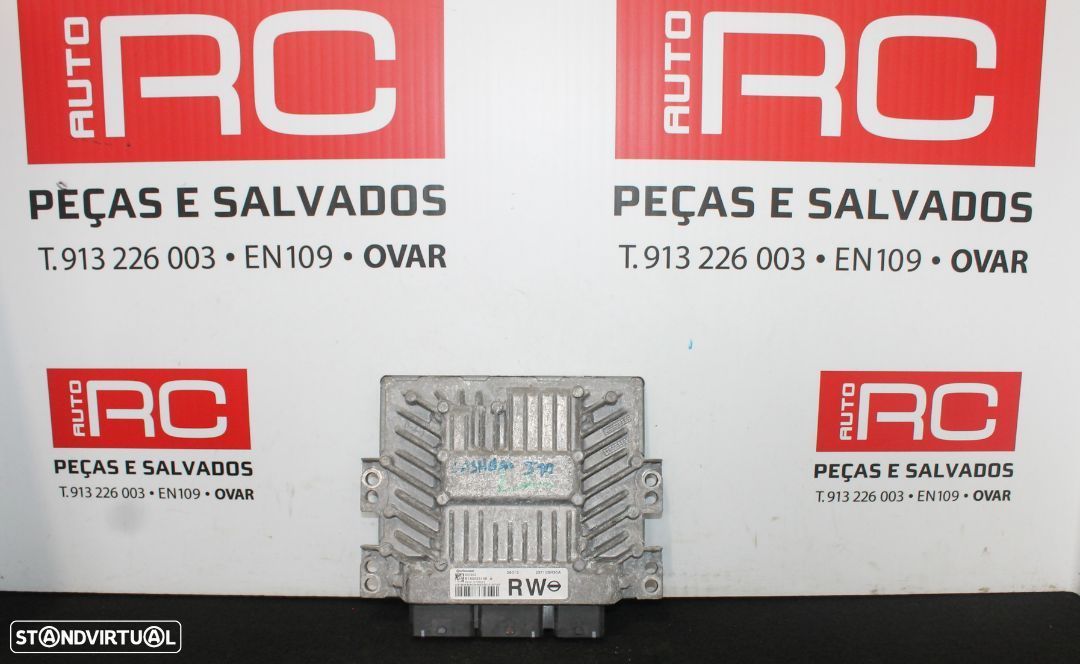 AUTO RC
PEÇAS E SALVADOS
T. 913 226 003 • EN109 • OVAR
AUTO RC
PEÇAS E SALVADOS
T. 913 226 003 • EN109 • OVAR
AUTO RC
PEÇAS E SALVADOS
T. 913 226 003 • EN109 • OVAR
AUTO RC
PEÇAS E SALVADOS
T. 913 226 003 • EN109 • OVAR
Continental
RW
STANDVIRTUAL